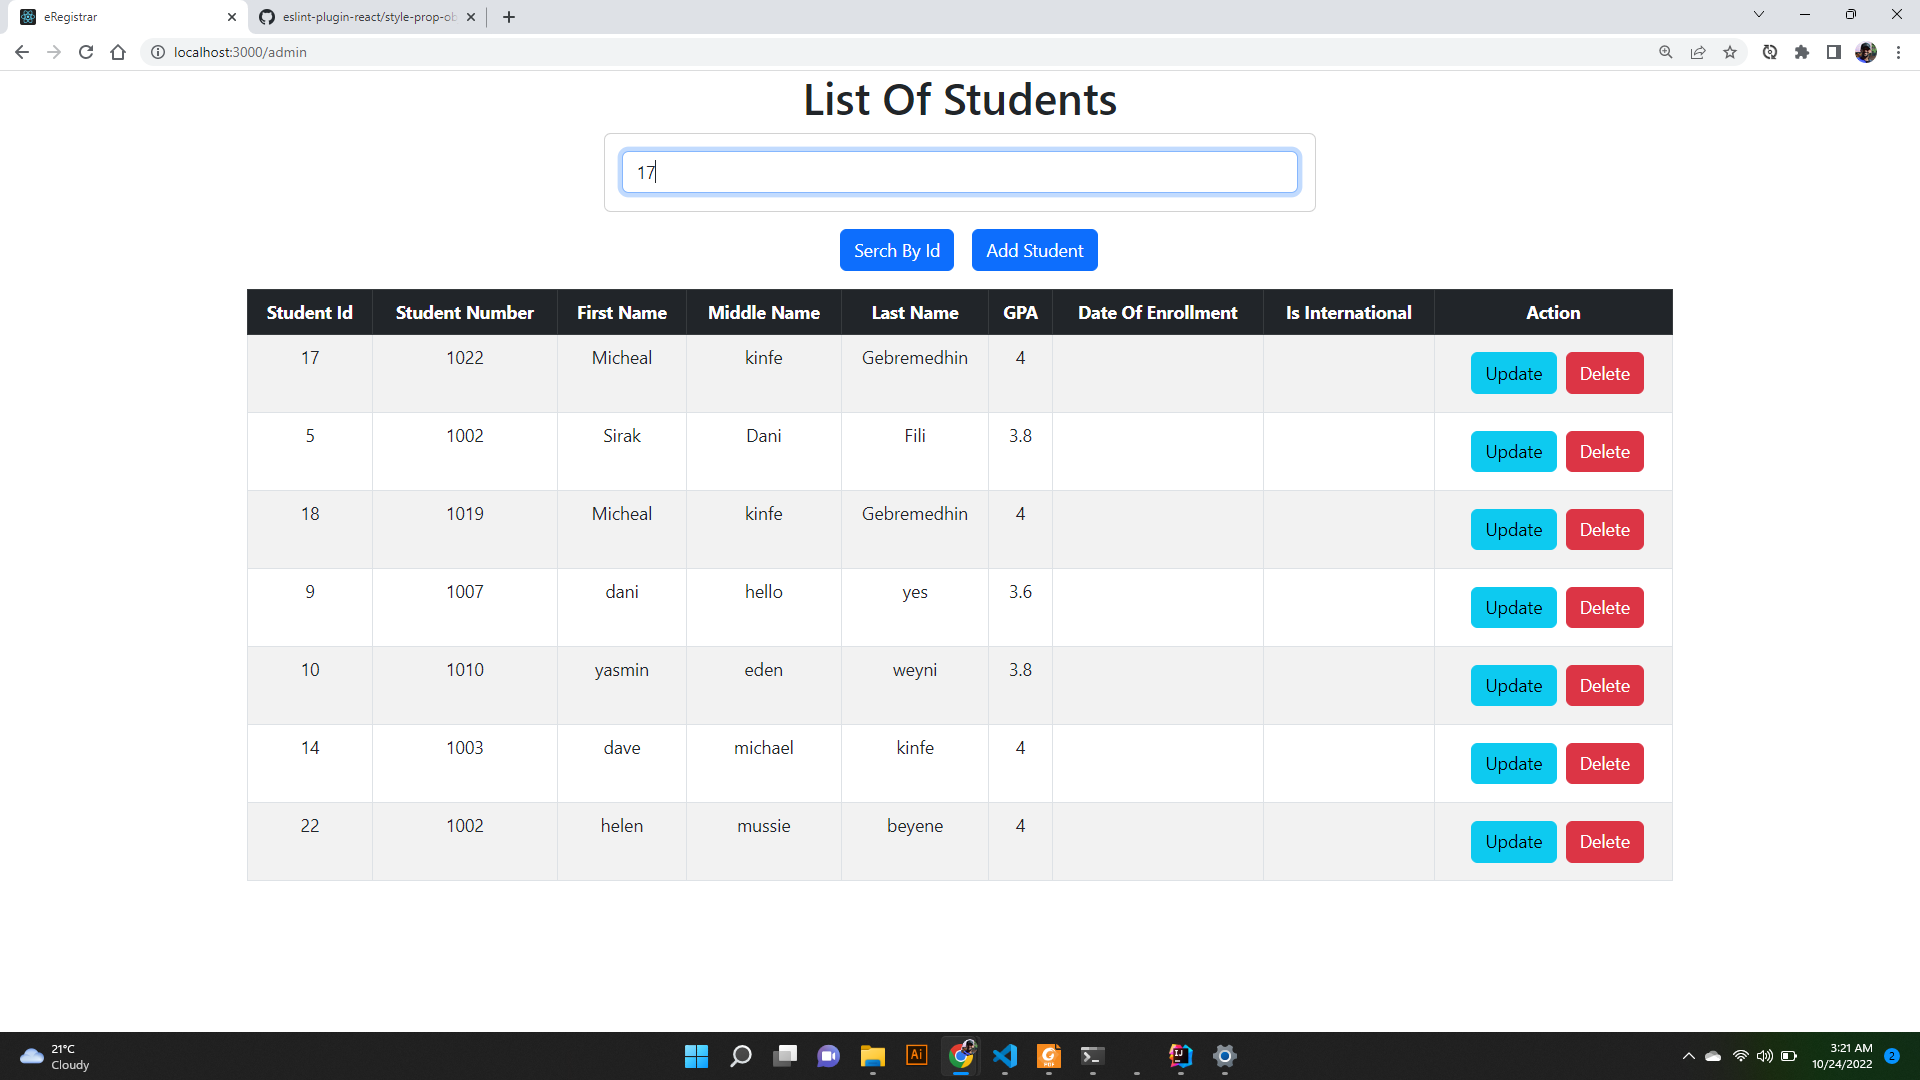 eRegistrar
eslint-plugin-react/style-prop-ob
localhost:3000/admin
List Of Students
17
Serch By Id Add Student
Student Id Student Number First Name Middle Name Last Name GPA Date Of Enrollment Is International Action
17 1022 Micheal kinfe Gebremedhin 4 Update Delete
5 1002 Sirak Dani Fili 3.8 Update Delete
18 1019 Micheal kinfe Gebremedhin 4 Update Delete
9 1007 dani hello yes 3.6 Update Delete
10 1010 yasmin eden weyni 3.8 Update Delete
14 1003 dave michael kinfe 4 Update Delete
22 1002 helen mussie beyene 4 Update Delete
21°C
Cloudy
Ai
G
PDF
IJ
3:21 AM
10/24/2022
2